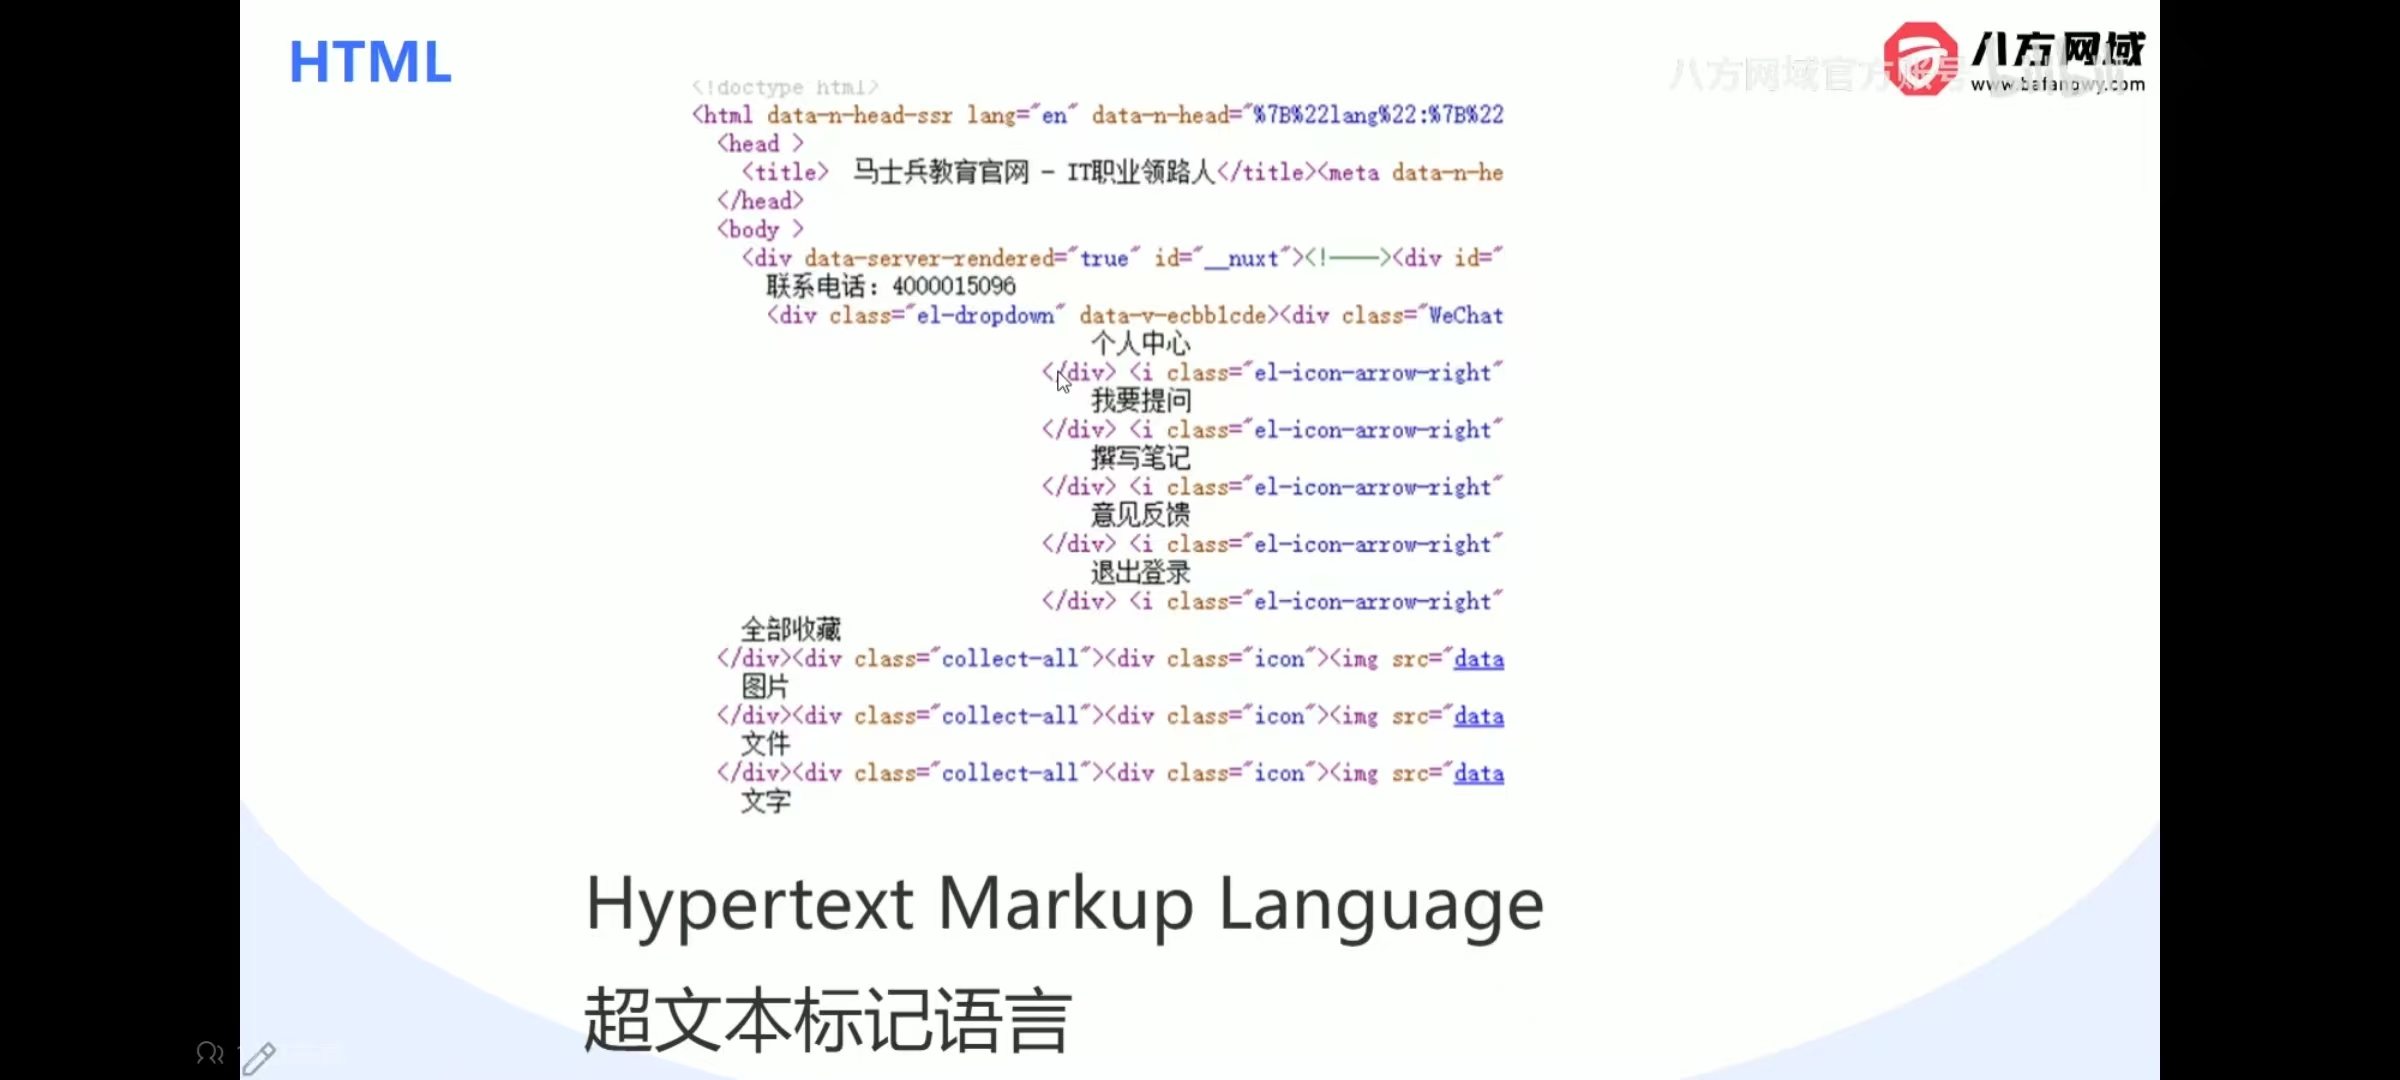 HTML
八方网域
www.bafangwy.com
八方网域官方账号
<!doctype html>
<html data-n-head-ssr lang="en" data-n-head="%7B%22lang%22:%7B%22
<head >
<title> 马士兵教育官网 - IT职业领路人</title><meta data-n-he
</head>
<body >
<div data-server-rendered="true" id="__nuxt"><!----><div id="
联系电话：4000015096
<div class="el-dropdown" data-v-ecbb1cde><div class="WeChat
个人中心
</div> <i class="el-icon-arrow-right"
我要提问
</div> <i class="el-icon-arrow-right"
撰写笔记
</div> <i class="el-icon-arrow-right"
意见反馈
</div> <i class="el-icon-arrow-right"
退出登录
</div> <i class="el-icon-arrow-right"
全部收藏
</div><div class="collect-all"><div class="icon"><img src="data
图片
</div><div class="collect-all"><div class="icon"><img src="data
文件
</div><div class="collect-all"><div class="icon"><img src="data
文字
Hypertext Markup Language
超文本标记语言